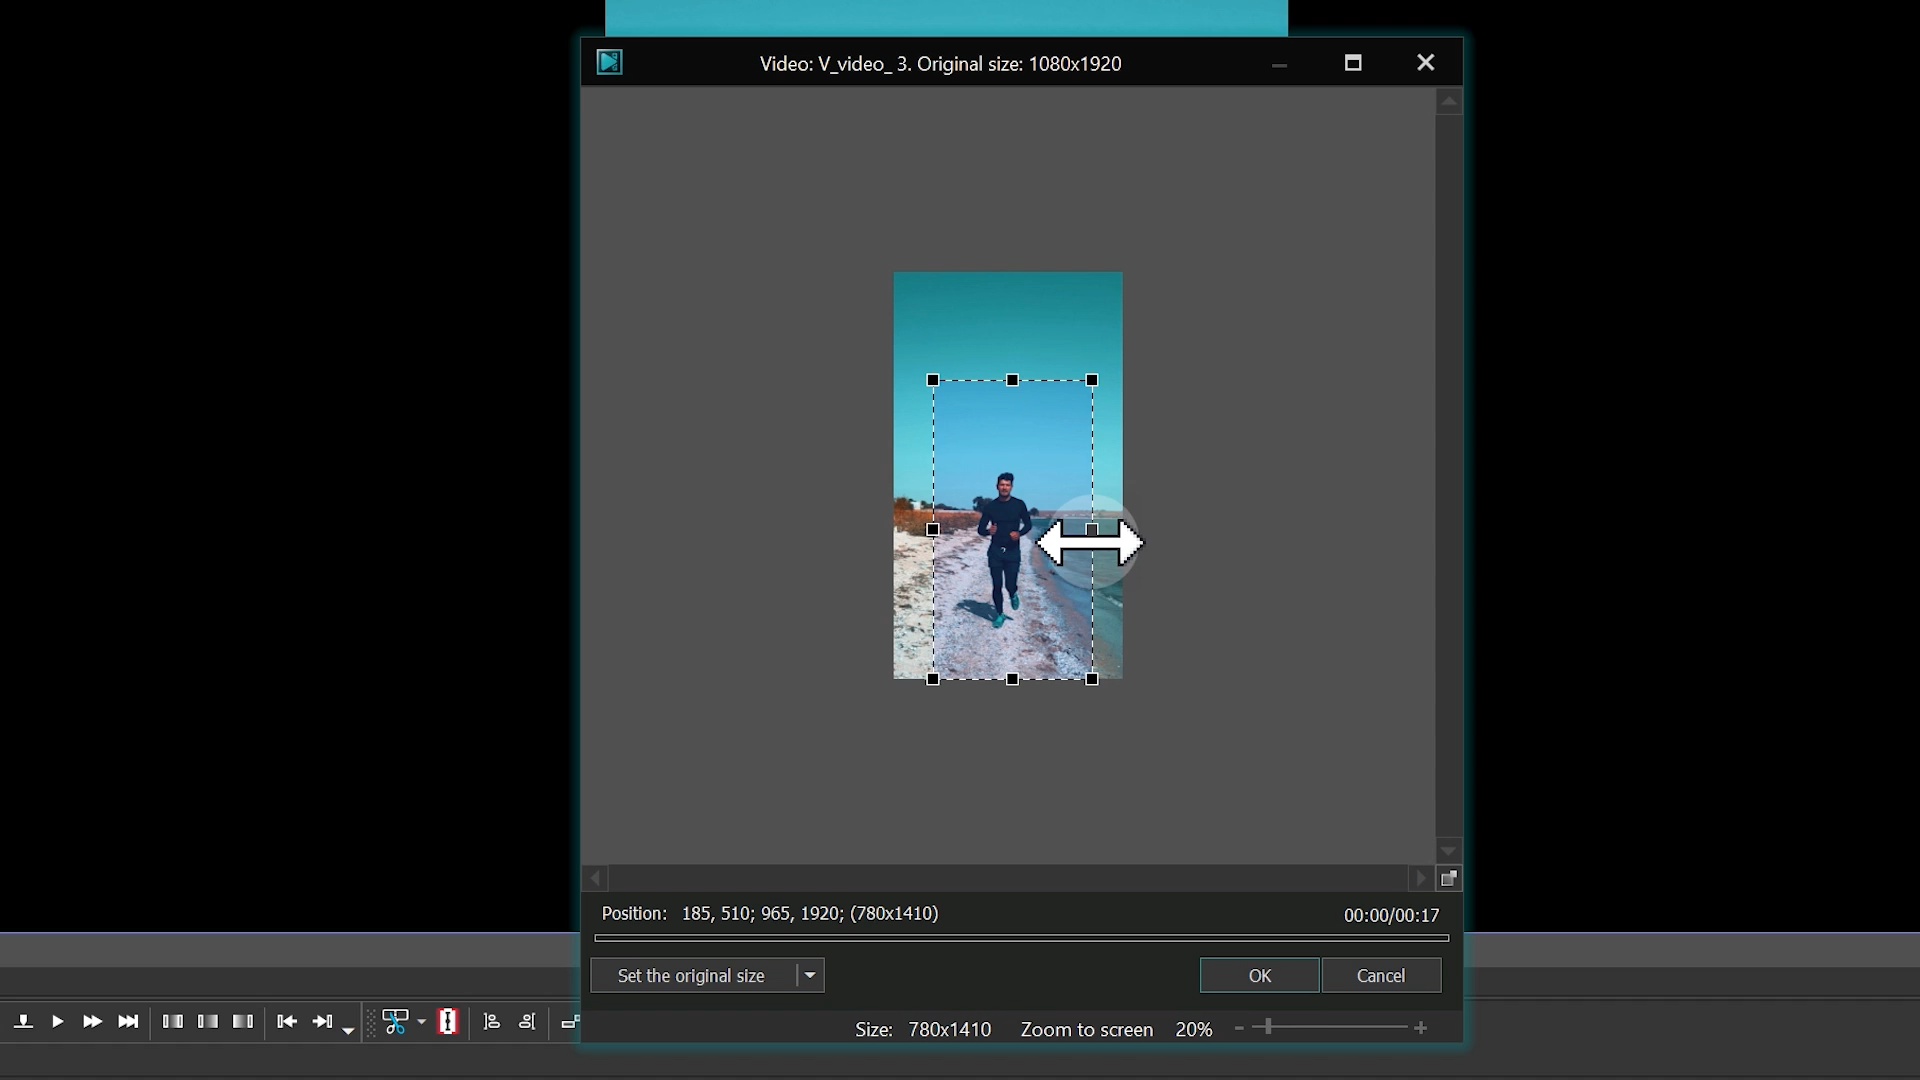 Video: V_video_ 3. Original size: 1080x1920
Position: 185, 510; 965, 1920; (780x1410)
00:00/00:17
Set the original size
OK
Cancel
Size: 780x1410 Zoom to screen 20%